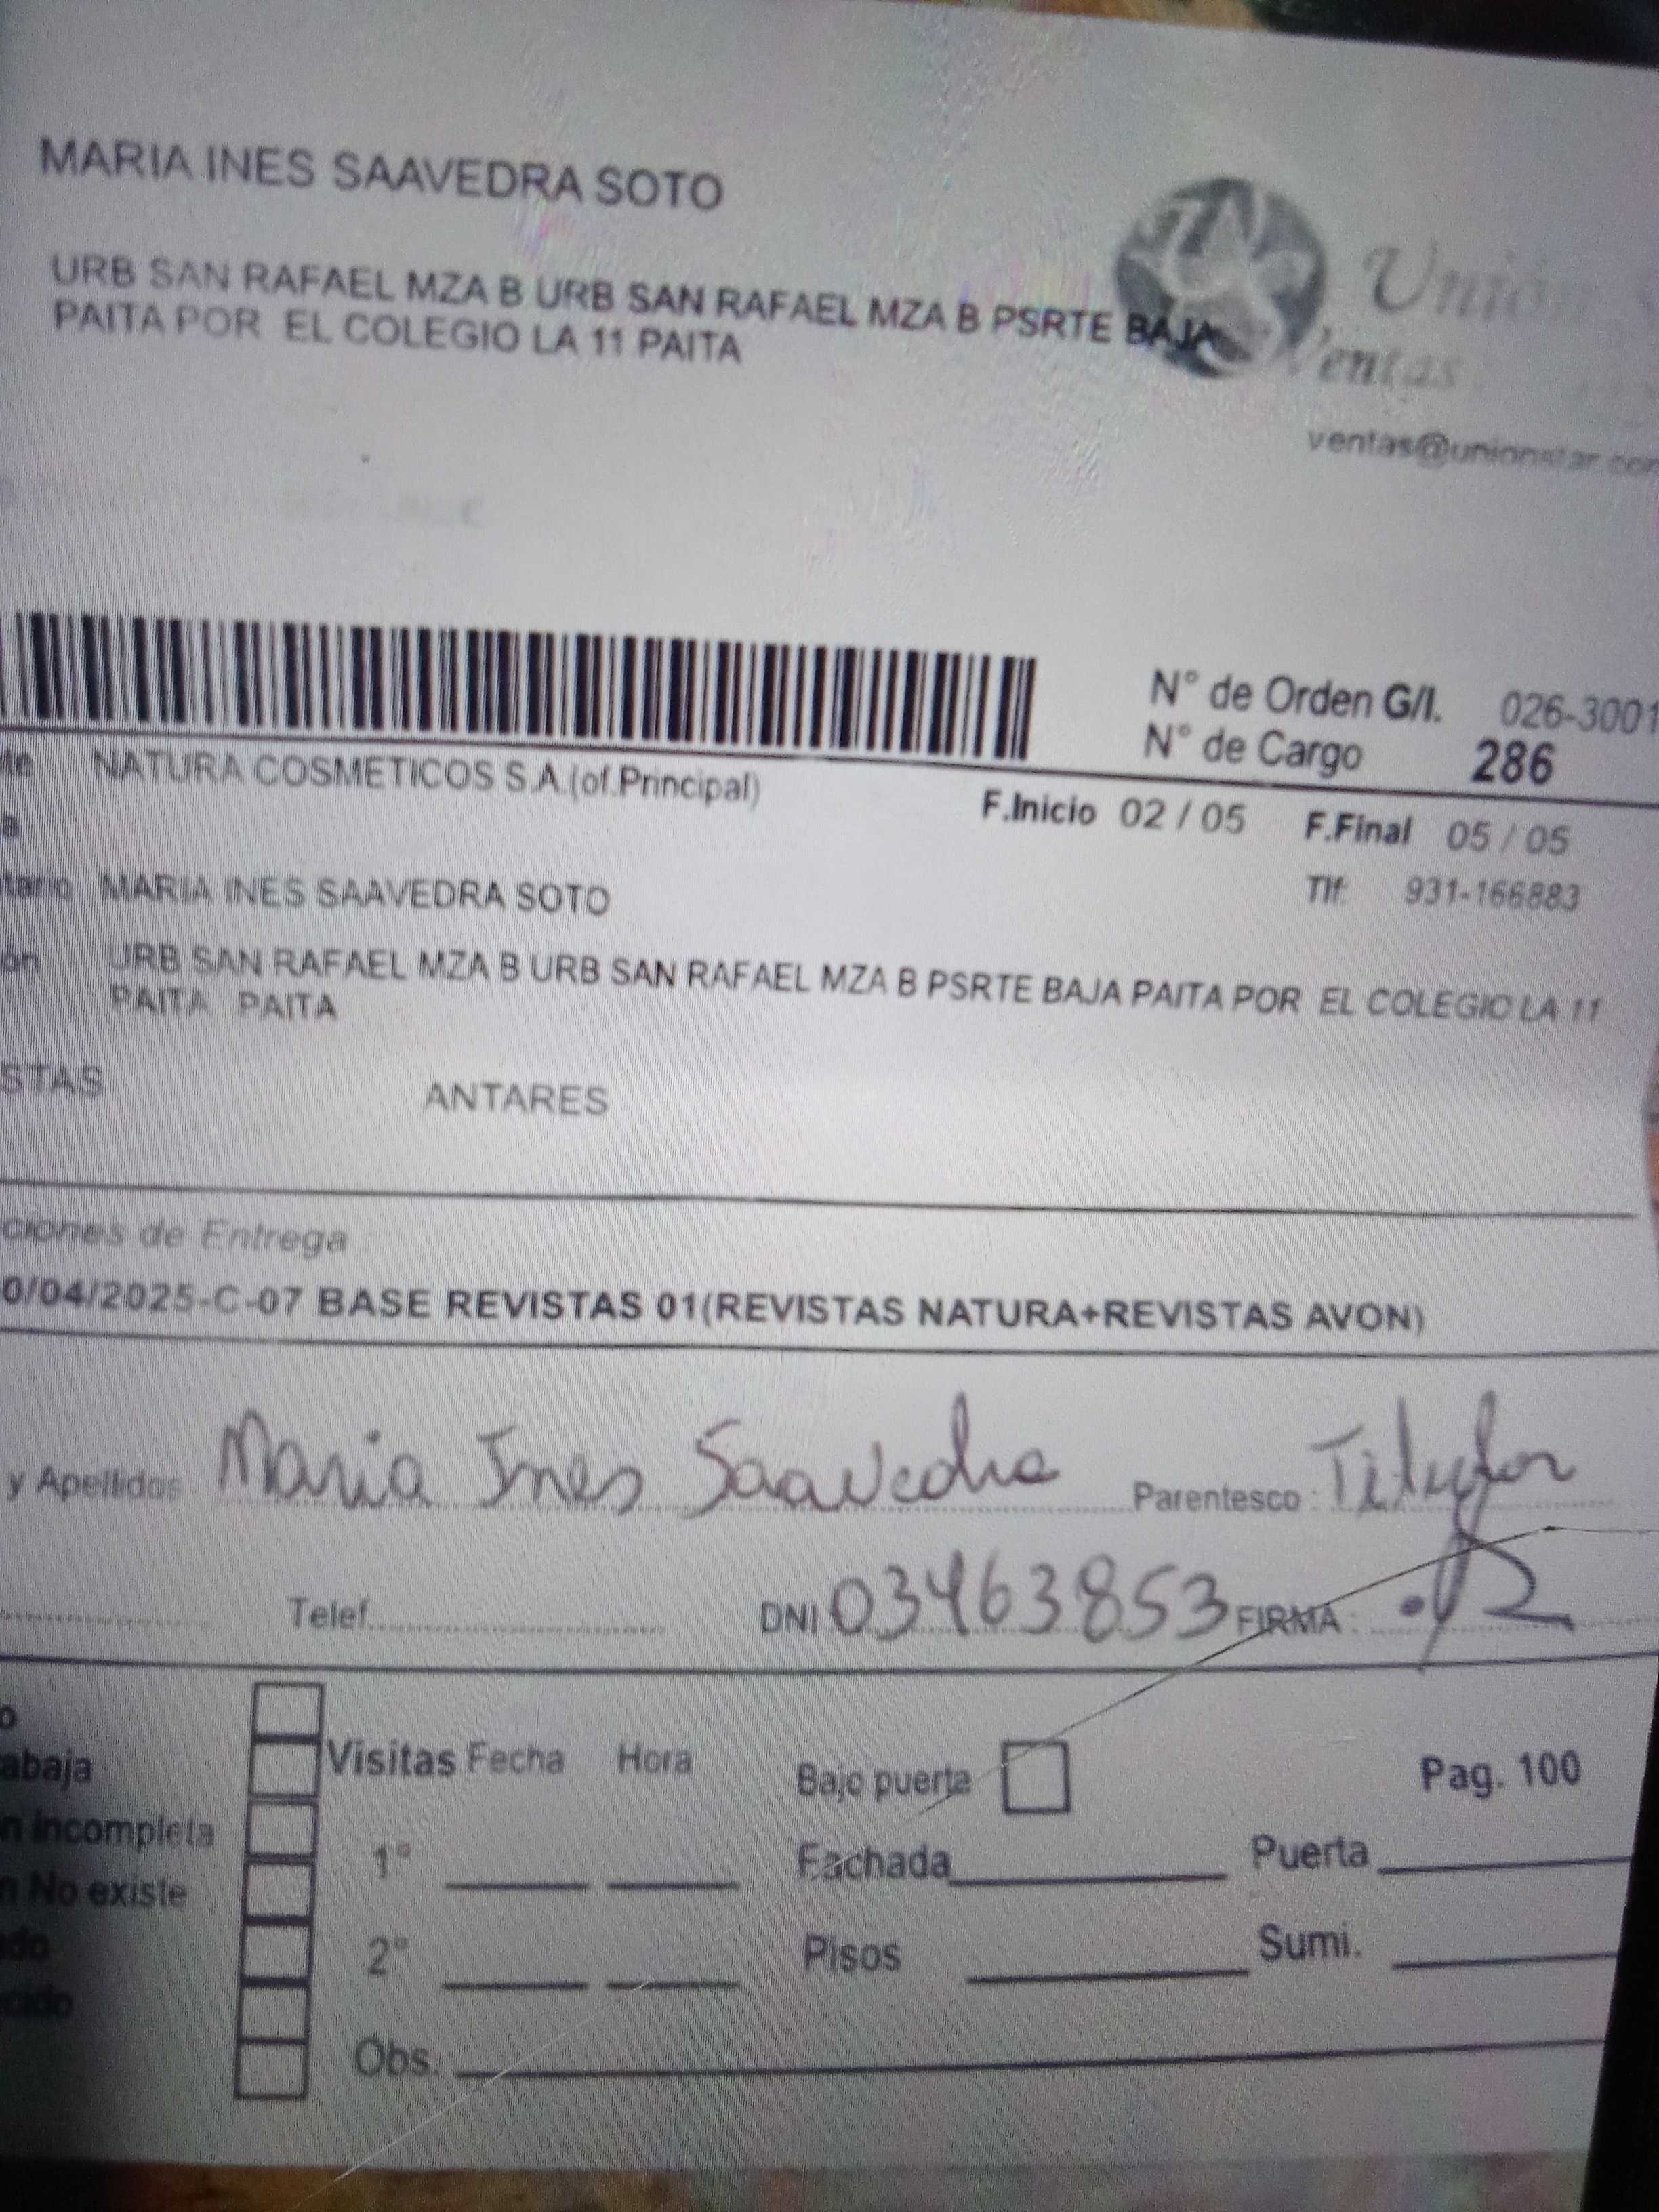 MARIA INES SAAVEDRA SOTO
URB SAN RAFAEL MZA B URB SAN RAFAEL MZA B PSRTE BAJA
PAITA POR EL COLEGIO LA 11 PAITA
Unión
Ventas
ventas@unionstar.com
N° de Orden G/I. 026-3001
N° de Cargo 286
NATURA COSMETICOS S.A.(of.Principal)
F.Inicio 02 / 05 F.Final 05 / 05
tario MARIA INES SAAVEDRA SOTO Tlf: 931-166883
ón URB SAN RAFAEL MZA B URB SAN RAFAEL MZA B PSRTE BAJA PAITA POR EL COLEGIO LA 11
PAITA PAITA
STAS ANTARES
ciones de Entrega :
0/04/2025-C-07 BASE REVISTAS 01(REVISTAS NATURA+REVISTAS AVON)
y Apellidos Maria Ines Saavedra Parentesco : Titular
Telef. DNI 03463853 FIRMA :
Visitas Fecha Hora Bajo puerta Pag. 100
abaja
n incompleta
1° Fachada Puerta
n No existe
ado
2° Pisos Sumi.
cido
Obs.